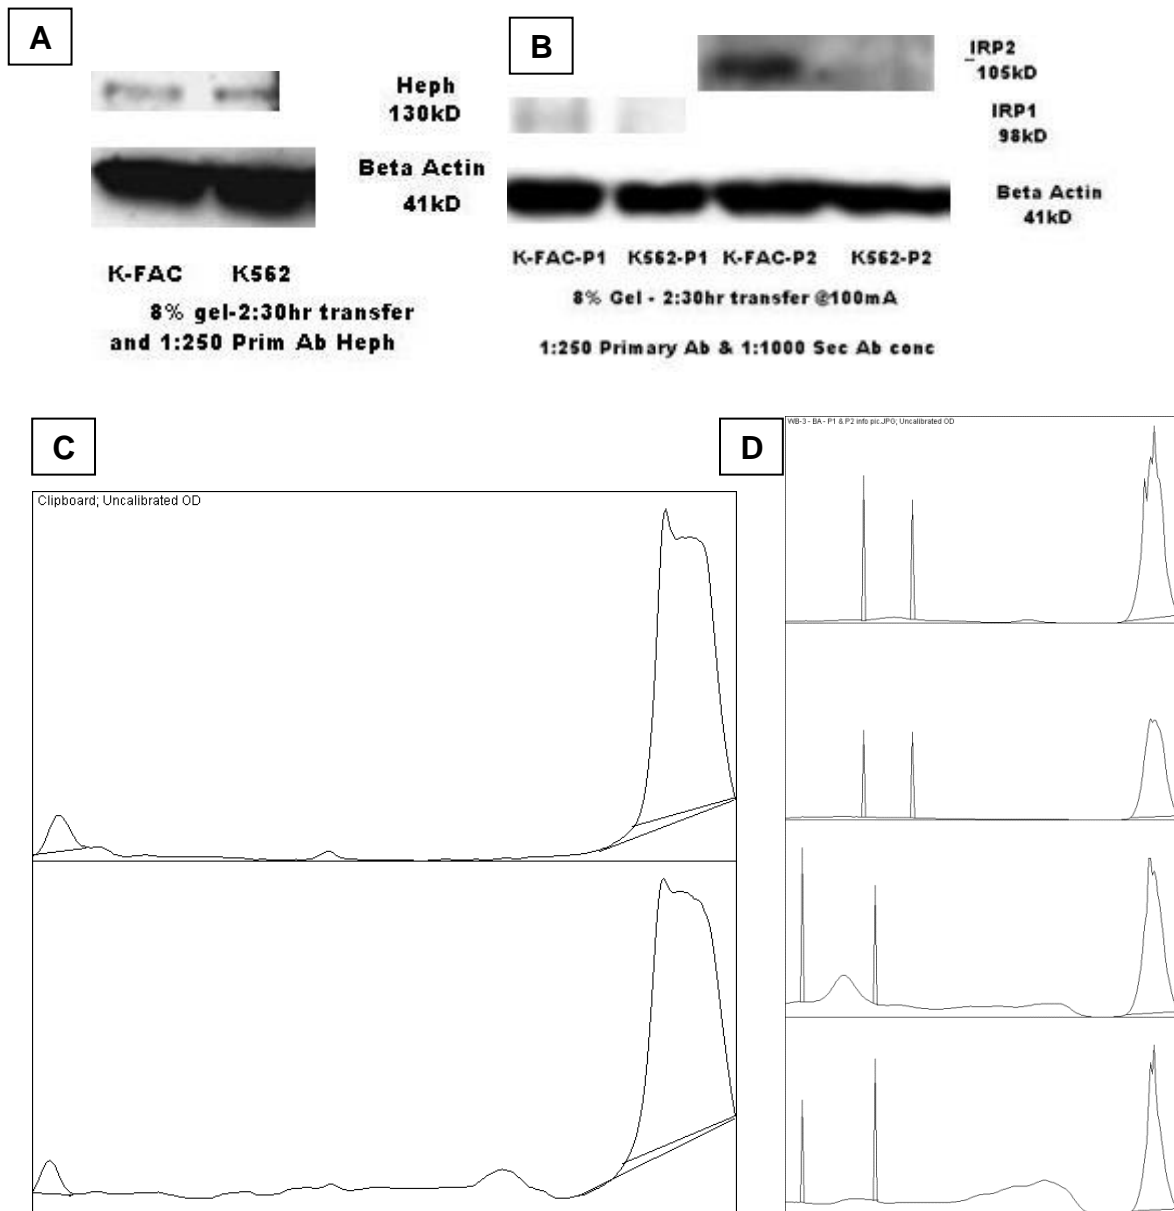 A
Heph
130kD
Beta Actin
41kD
K-FAC K562
8% gel-2:30hr transfer
and 1:250 Prim Ab Heph
B
IRP2
105kD
IRP1
98kD
Beta Actin
41kD
K-FAC-P1 K562-P1 K-FAC-P2 K562-P2
8% Gel - 2:30hr transfer @100mA
1:250 Primary Ab & 1:1000 Sec Ab conc
C
Clipboard; Uncalibrated OD
D
WB-3 - BA - P1 & P2 info pic.JPG; Uncalibrated OD